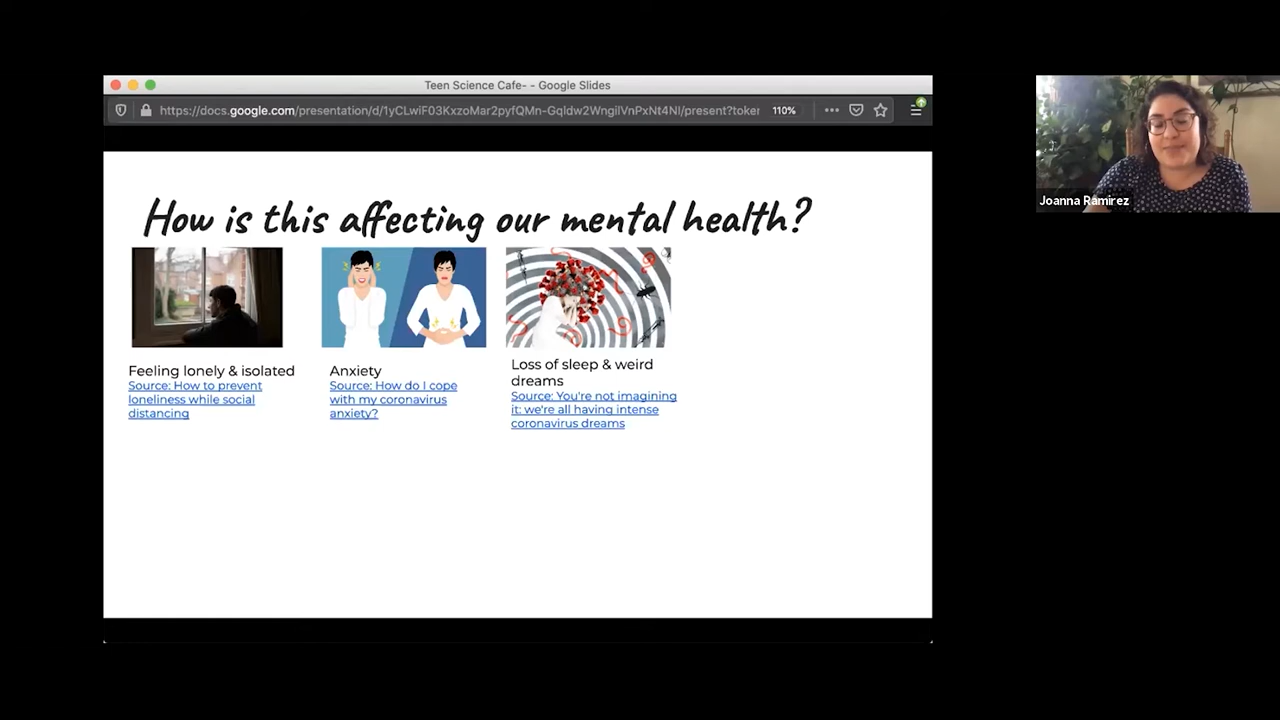 Teen Science Cafe- - Google Slides
https://docs.google.com/presentation/d/1yCLwiF03KxzoMar2pyfQMn-Gqldw2WngilVnPxNt4NI/present?toker
110%
Joanna Ramirez
How is this affecting our mental health?
Feeling lonely & isolated
Source: How to prevent
loneliness while social
distancing
Anxiety
Source: How do I cope
with my coronavirus
anxiety?
Loss of sleep & weird
dreams
Source: You're not imagining
it: we're all having intense
coronavirus dreams